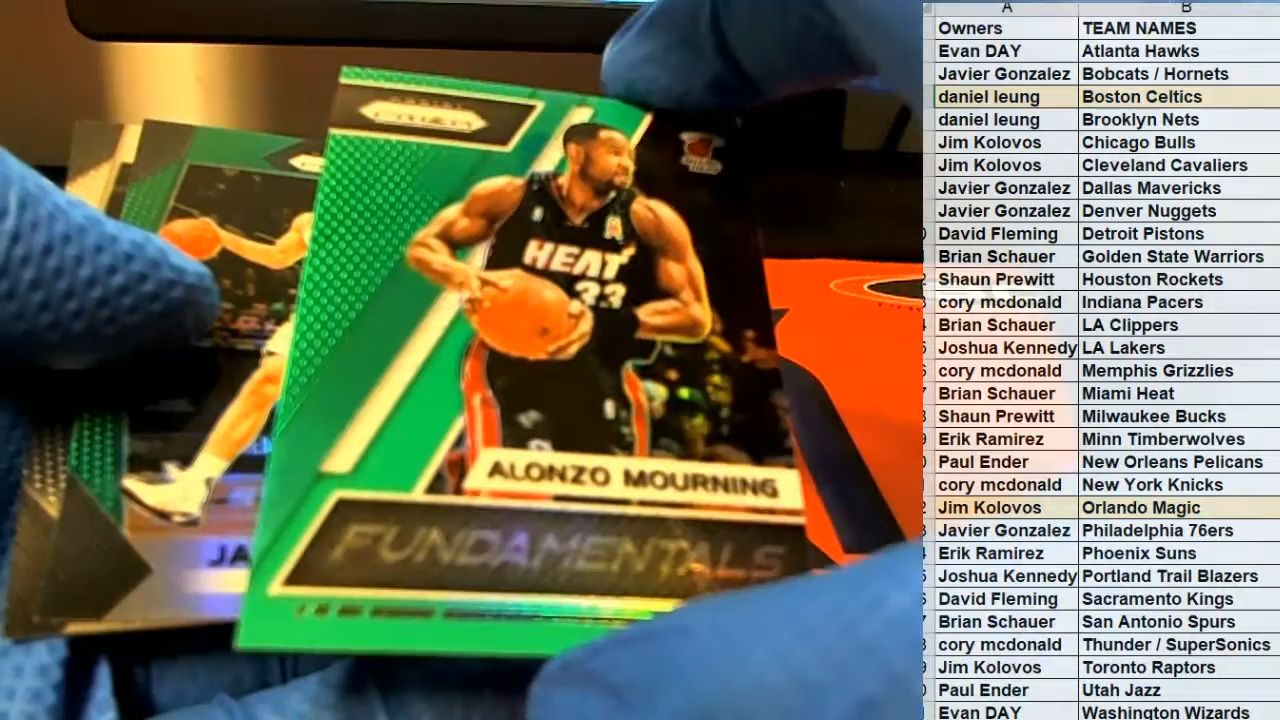 PRIZM
HEAT
33
ALONZO MOURNING
FUNDAMENTALS
JA
A B
Owners TEAM NAMES
Evan DAY Atlanta Hawks
Javier Gonzalez Bobcats / Hornets
daniel leung Boston Celtics
daniel leung Brooklyn Nets
Jim Kolovos Chicago Bulls
Jim Kolovos Cleveland Cavaliers
Javier Gonzalez Dallas Mavericks
Javier Gonzalez Denver Nuggets
David Fleming Detroit Pistons
Brian Schauer Golden State Warriors
Shaun Prewitt Houston Rockets
cory mcdonald Indiana Pacers
Brian Schauer LA Clippers
Joshua Kennedy LA Lakers
cory mcdonald Memphis Grizzlies
Brian Schauer Miami Heat
Shaun Prewitt Milwaukee Bucks
Erik Ramirez Minn Timberwolves
Paul Ender New Orleans Pelicans
cory mcdonald New York Knicks
Jim Kolovos Orlando Magic
Javier Gonzalez Philadelphia 76ers
Erik Ramirez Phoenix Suns
Joshua Kennedy Portland Trail Blazers
David Fleming Sacramento Kings
Brian Schauer San Antonio Spurs
cory mcdonald Thunder / SuperSonics
Jim Kolovos Toronto Raptors
Paul Ender Utah Jazz
Evan DAY Washington Wizards